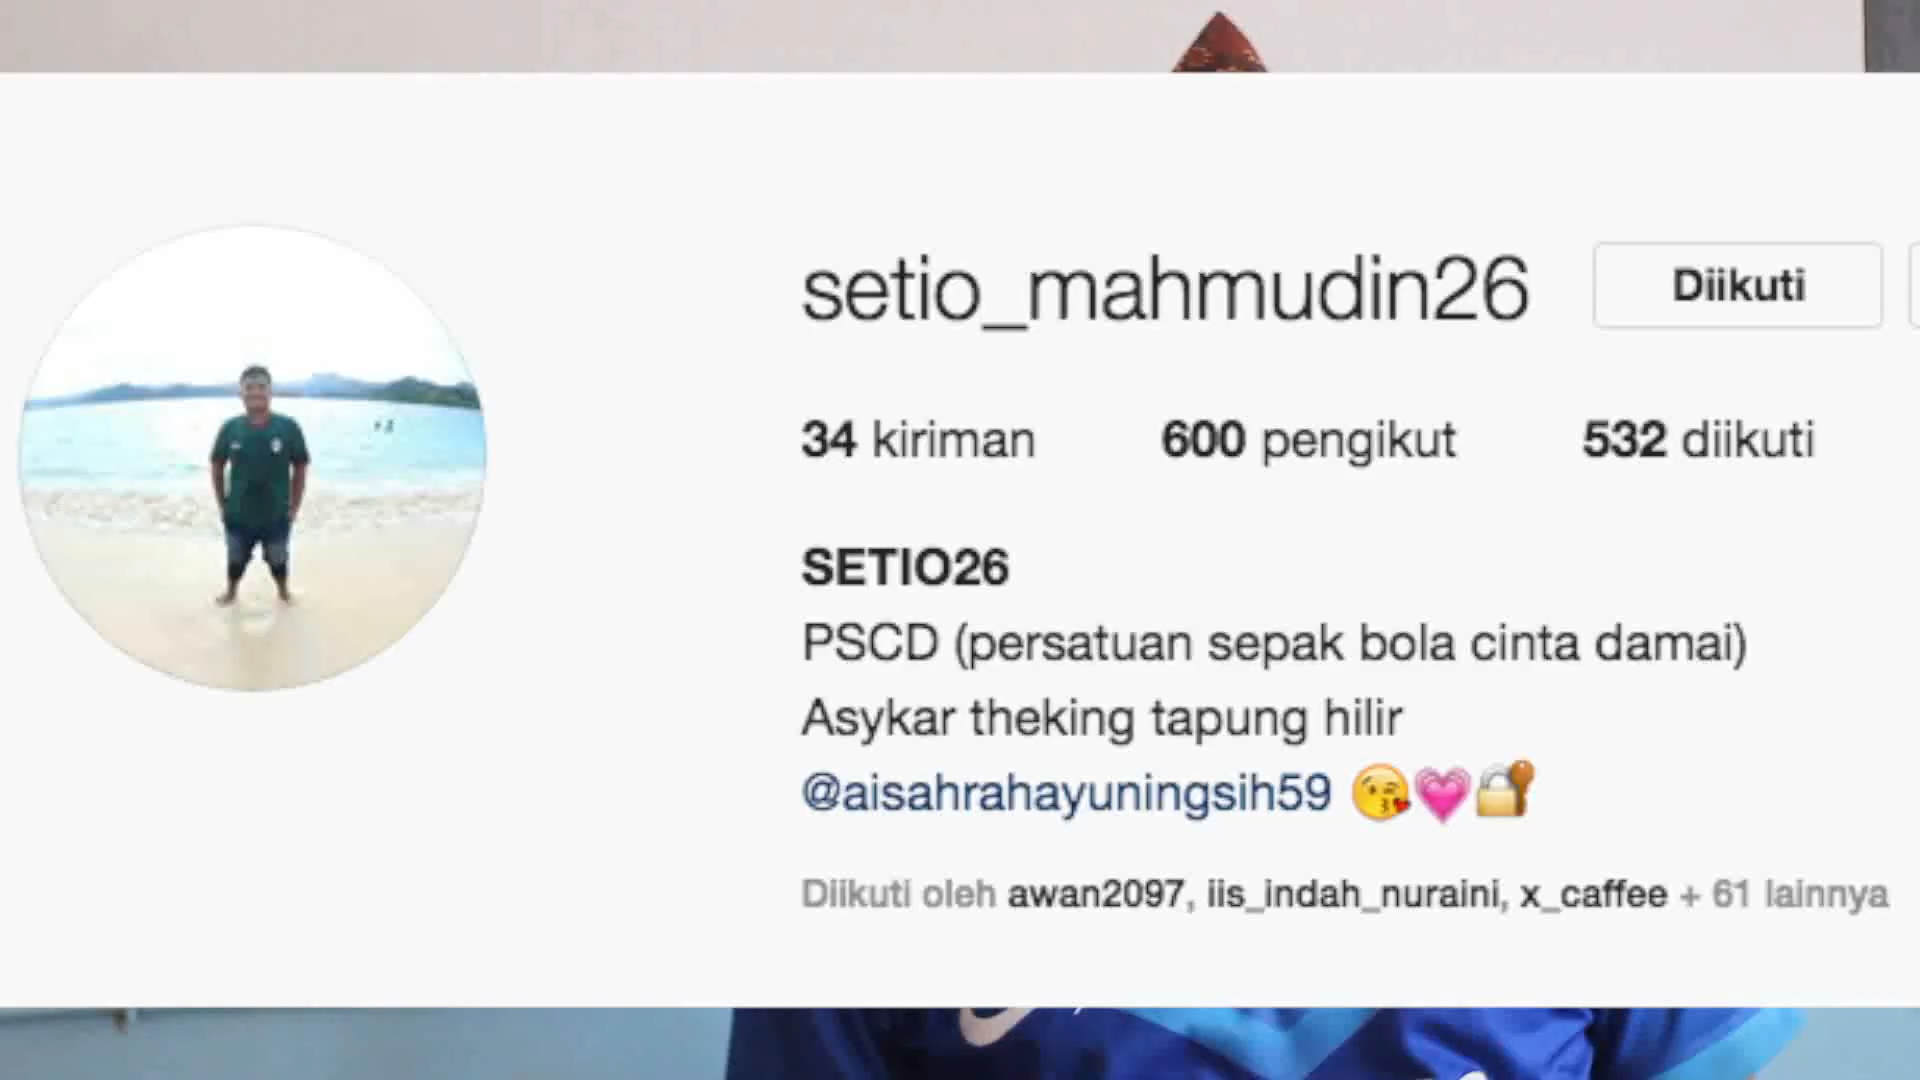 setio_mahmudin26 Diikuti
34 kiriman 600 pengikut 532 diikuti
SETIO26
PSCD (persatuan sepak bola cinta damai)
Asykar theking tapung hilir
@aisahrahayuningsih59 😘💗🔐
Diikuti oleh awan2097, iis_indah_nuraini, x_caffee + 61 lainnya